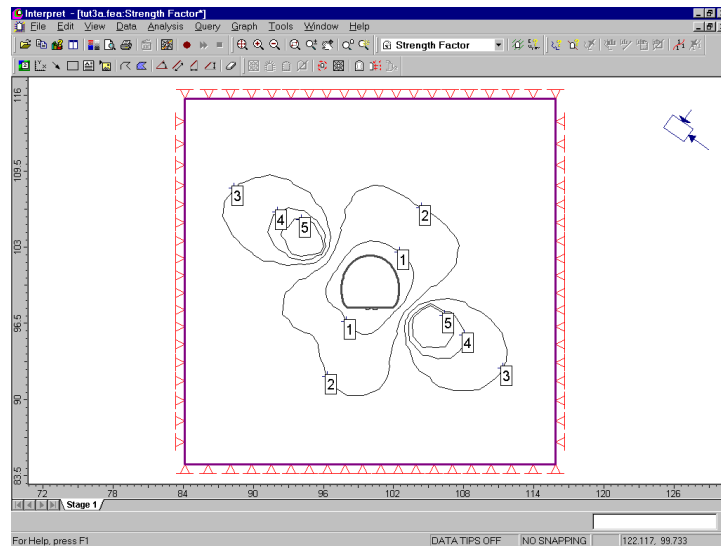 Interpret - [tut3a.fea:Strength Factor*]
File Edit View Data Analysis Query Graph Tools Window Help
Strength Factor
116
109.5
103
96.5
90
83.5
3
4
5
2
1
1
2
5
4
3
72 78 84 90 96 102 108 114 120 126
Stage 1
For Help, press F1 DATA TIPS OFF NO SNAPPING 122.117, 99.733